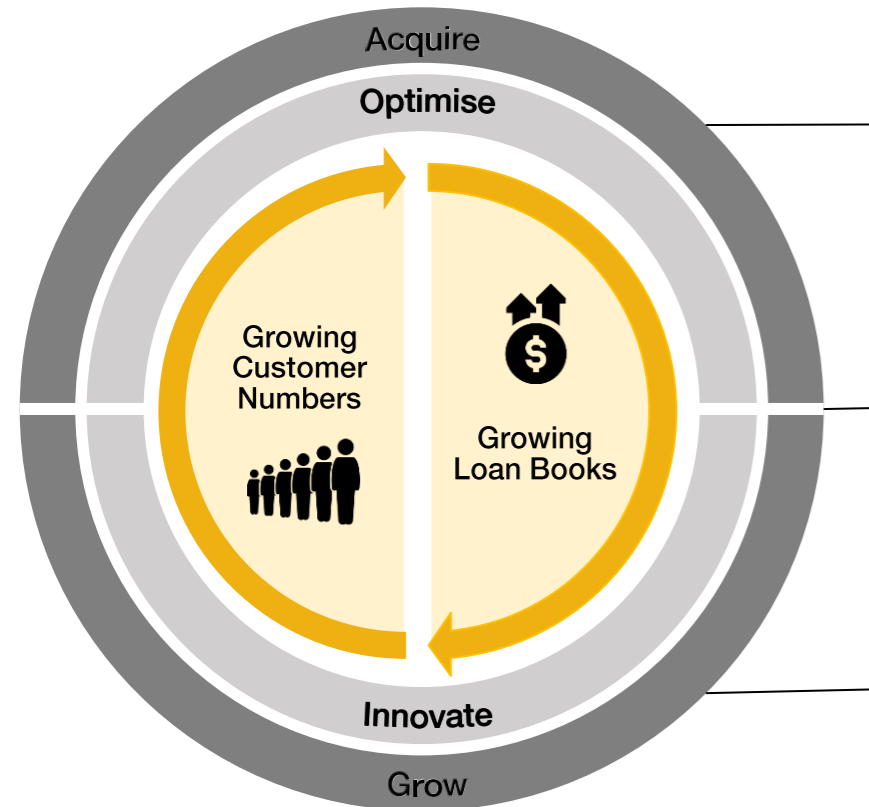 Acquire
Optimise
Growing
Customer
Numbers
$
Growing
Loan Books
Innovate
Grow